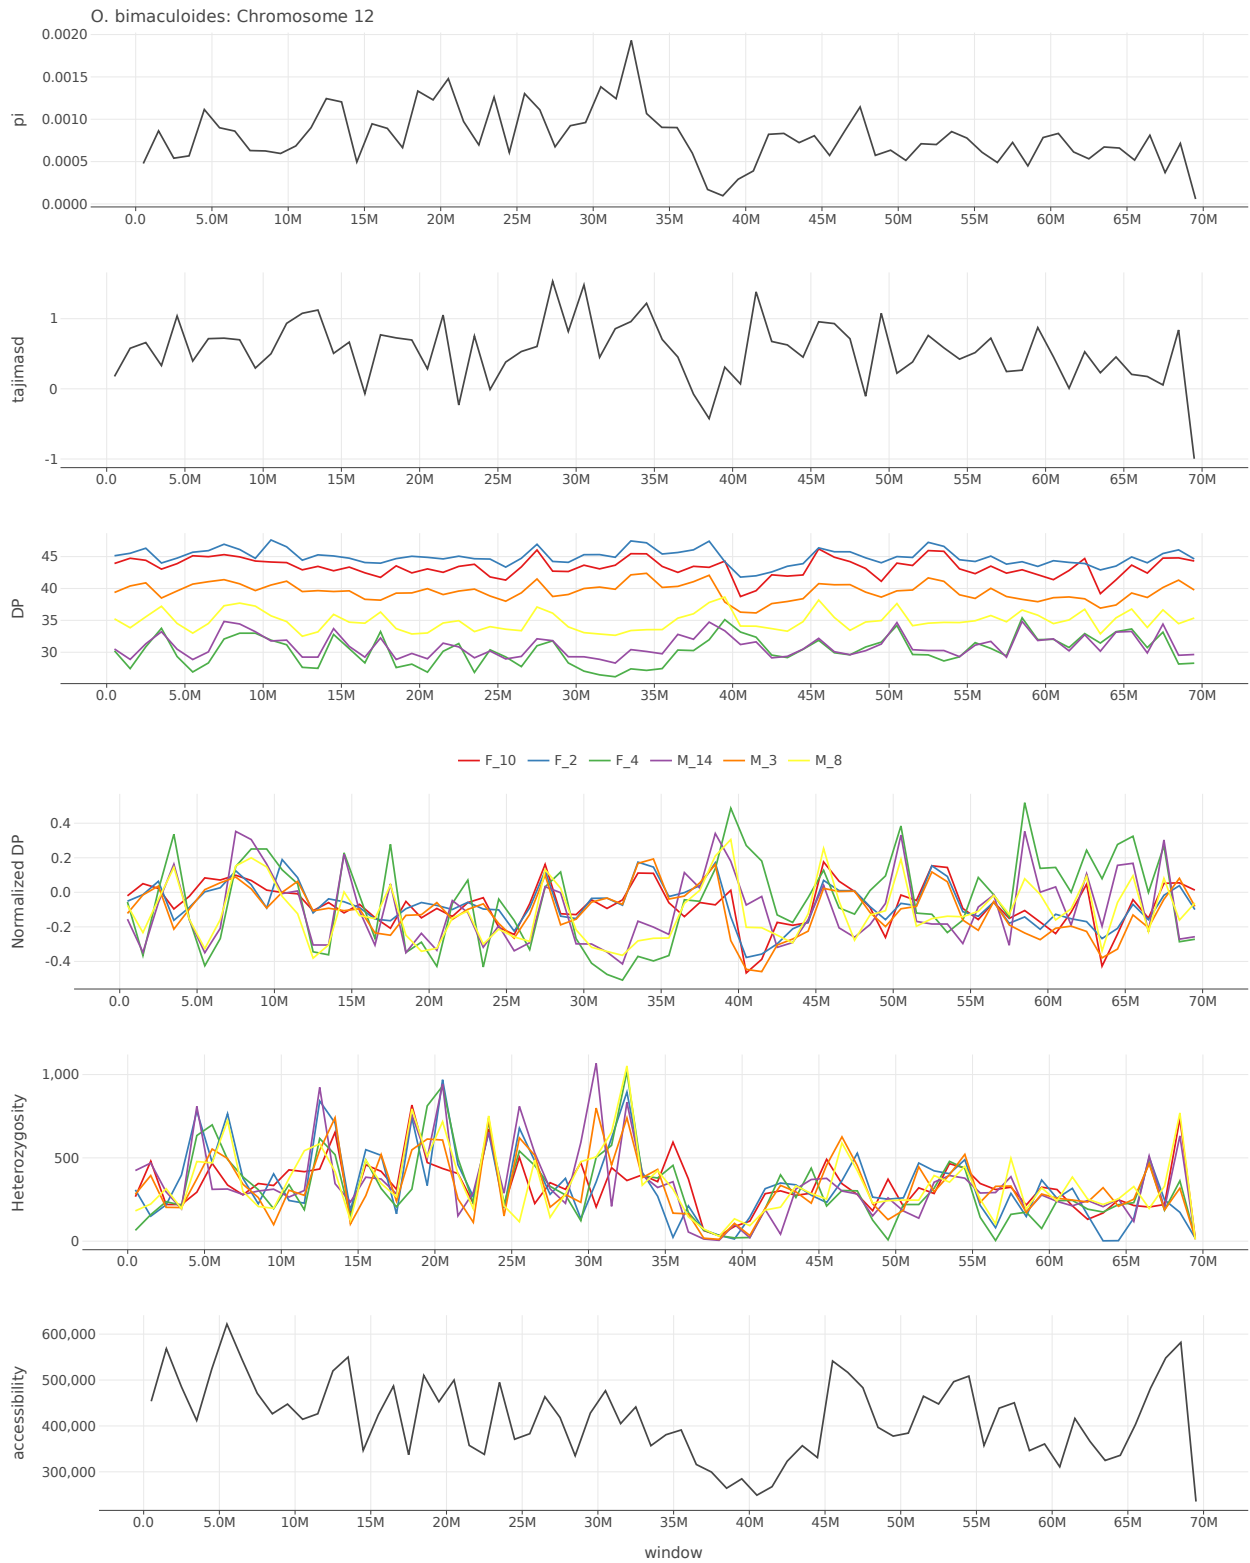 O. bimaculoides: Chromosome 12
0.0020
0.0015
0.0010
0.0005
0.0000
pi
0.0 5.0M 10M 15M 20M 25M 30M 35M 40M 45M 50M 55M 60M 65M 70M
1
0
-1
tajimasd
0.0 5.0M 10M 15M 20M 25M 30M 35M 40M 45M 50M 55M 60M 65M 70M
45
40
35
30
DP
0.0 5.0M 10M 15M 20M 25M 30M 35M 40M 45M 50M 55M 60M 65M 70M
F_10 F_2 F_4 M_14 M_3 M_8
0.4
0.2
0.0
-0.2
-0.4
Normalized DP
0.0 5.0M 10M 15M 20M 25M 30M 35M 40M 45M 50M 55M 60M 65M 70M
1,000
500
0
Heterozygosity
0.0 5.0M 10M 15M 20M 25M 30M 35M 40M 45M 50M 55M 60M 65M 70M
600,000
500,000
400,000
300,000
accessibility
0.0 5.0M 10M 15M 20M 25M 30M 35M 40M 45M 50M 55M 60M 65M 70M
window